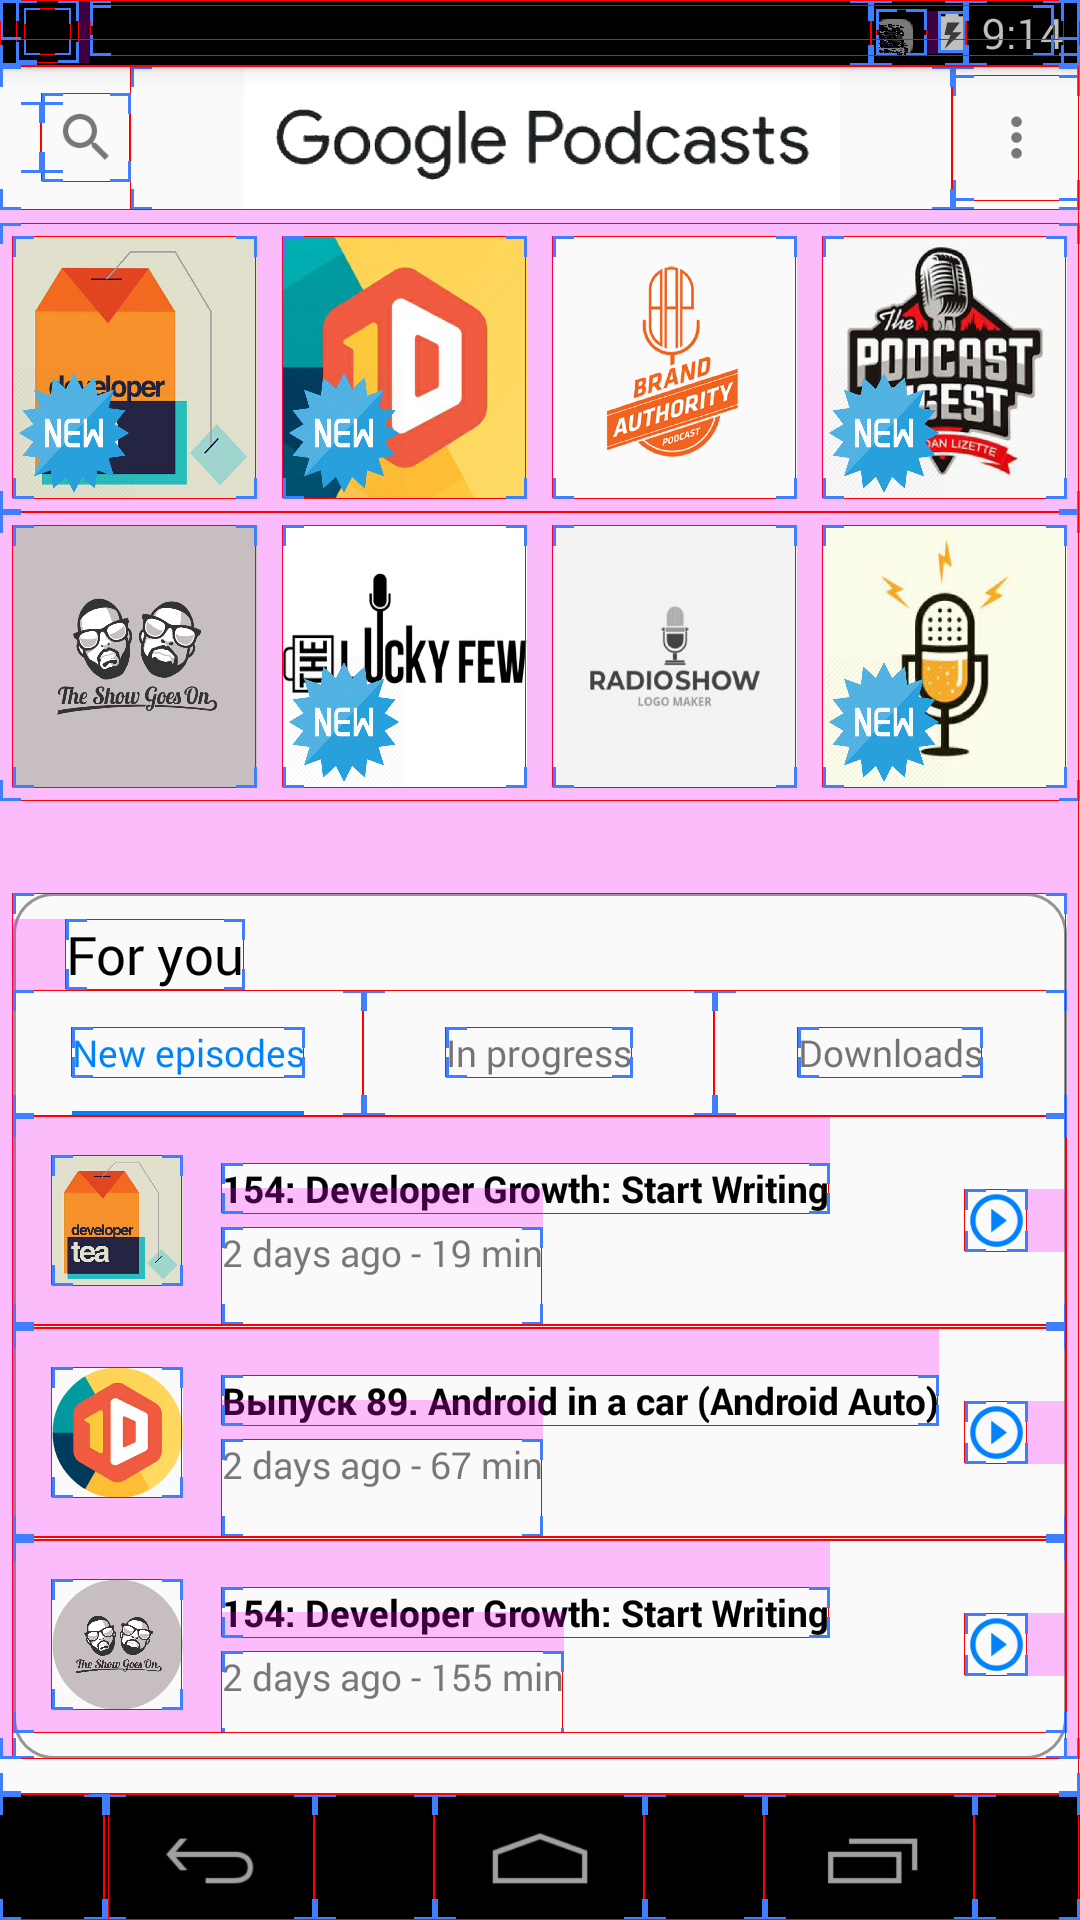 9:14
Google Podcasts
developer
NEW
NEW
BRAND
AUTHORITY
PODCAST
The
PODCAST
GEST
DAN LIZETTE
NEW
The Show Goes On
THE LUCKY FEW
NEW
RADIOSHOW
LOGO MAKER
NEW
For you
New episodes
In progress
Downloads
developer
tea
154: Developer Growth: Start Writing
2 days ago - 19 min
Выпуск 89. Android in a car (Android Auto)
2 days ago - 67 min
The Show Goes On
154: Developer Growth: Start Writing
2 days ago - 155 min